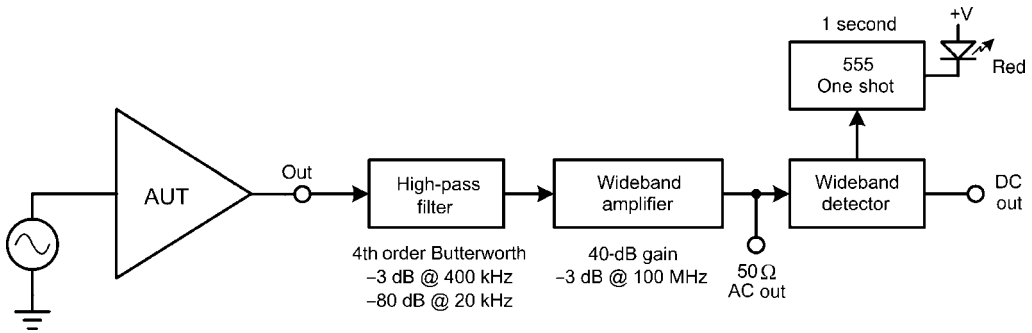 1 second
+V
555
One shot
Red
AUT
Out
High-pass
filter
Wideband
amplifier
Wideband
detector
DC
out
4th order Butterworth
–3 dB @ 400 kHz
–80 dB @ 20 kHz
40-dB gain
–3 dB @ 100 MHz
50 Ω
AC out